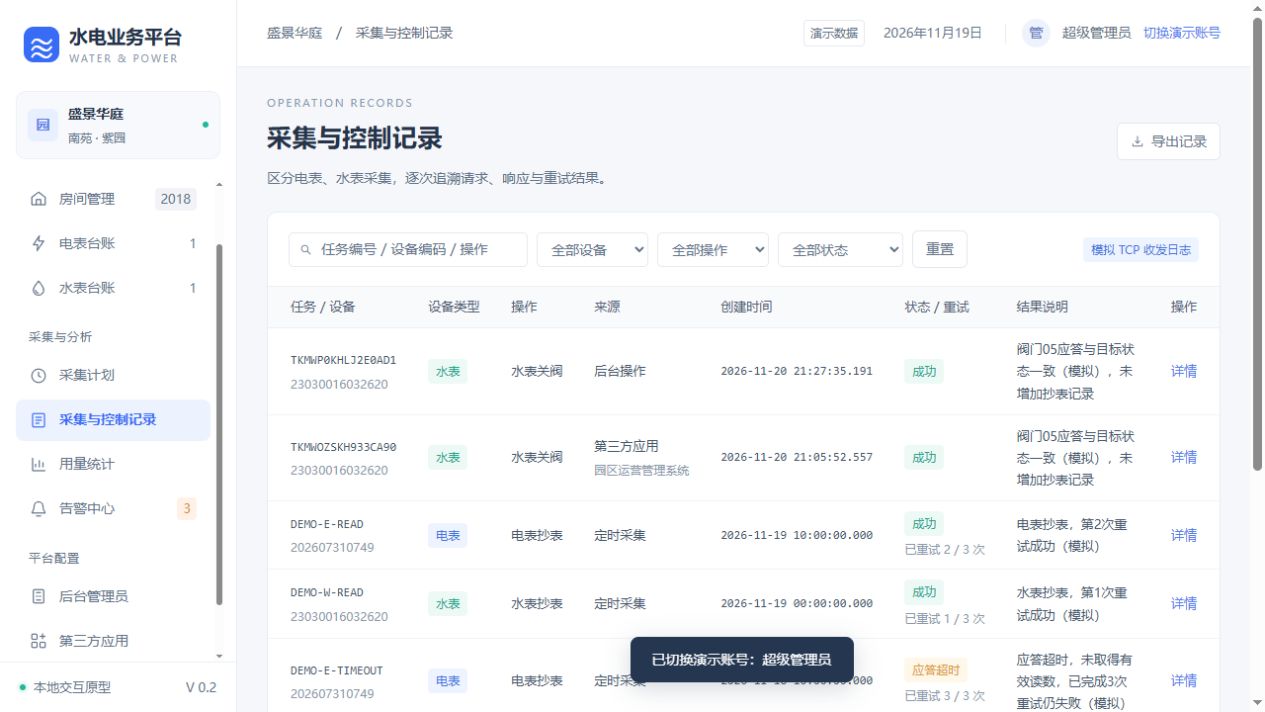 水电业务平台
WATER & POWER
园
盛景华庭
南苑 · 紫园
房间管理 2018
电表台账 1
水表台账 1
采集与分析
采集计划
采集与控制记录
用量统计
告警中心 3
平台配置
后台管理员
第三方应用
本地交互原型 V 0.2
盛景华庭 / 采集与控制记录
演示数据 2026年11月19日 管 超级管理员 切换演示账号
OPERATION RECORDS
采集与控制记录
导出记录
区分电表、水表采集，逐次追溯请求、响应与重试结果。
任务编号 / 设备编码 / 操作 全部设备 全部操作 全部状态 重置 模拟 TCP 收发日志
任务 / 设备 设备类型 操作 来源 创建时间 状态 / 重试 结果说明 操作
TKMWP0KHLJ2E0AD1
23030016032620
水表 水表关阀 后台操作 2026-11-20 21:27:35.191 成功
阀门05应答与目标状
态一致（模拟），未
增加抄表记录
详情
TKMWOZSKH933CA90
23030016032620
水表 水表关阀
第三方应用
园区运营管理系统
2026-11-20 21:05:52.557 成功
阀门05应答与目标状
态一致（模拟），未
增加抄表记录
详情
DEMO-E-READ
202607310749
电表 电表抄表 定时采集 2026-11-19 10:00:00.000
成功
已重试 2 / 3 次
电表抄表，第2次重
试成功（模拟）
详情
DEMO-W-READ
23030016032620
水表 水表抄表 定时采集 2026-11-19 00:00:00.000
成功
已重试 1 / 3 次
水表抄表，第1次重
试成功（模拟）
详情
DEMO-E-TIMEOUT
202607310749
电表 电表抄表 定时采集
应答超时
已重试 3 / 3 次
应答超时，未取得有
效读数，已完成3次
重试仍失败（模拟）
详情
已切换演示账号：超级管理员